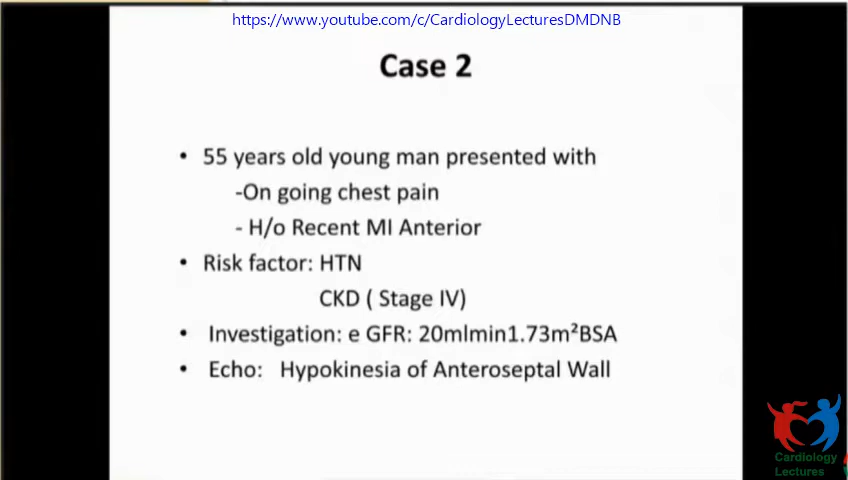 https://www.youtube.com/c/CardiologyLecturesDMDNB
Case 2
• 55 years old young man presented with
-On going chest pain
- H/o Recent MI Anterior
• Risk factor: HTN
CKD ( Stage IV)
• Investigation: e GFR: 20mlmin1.73m²BSA
• Echo: Hypokinesia of Anteroseptal Wall
Cardiology
Lectures